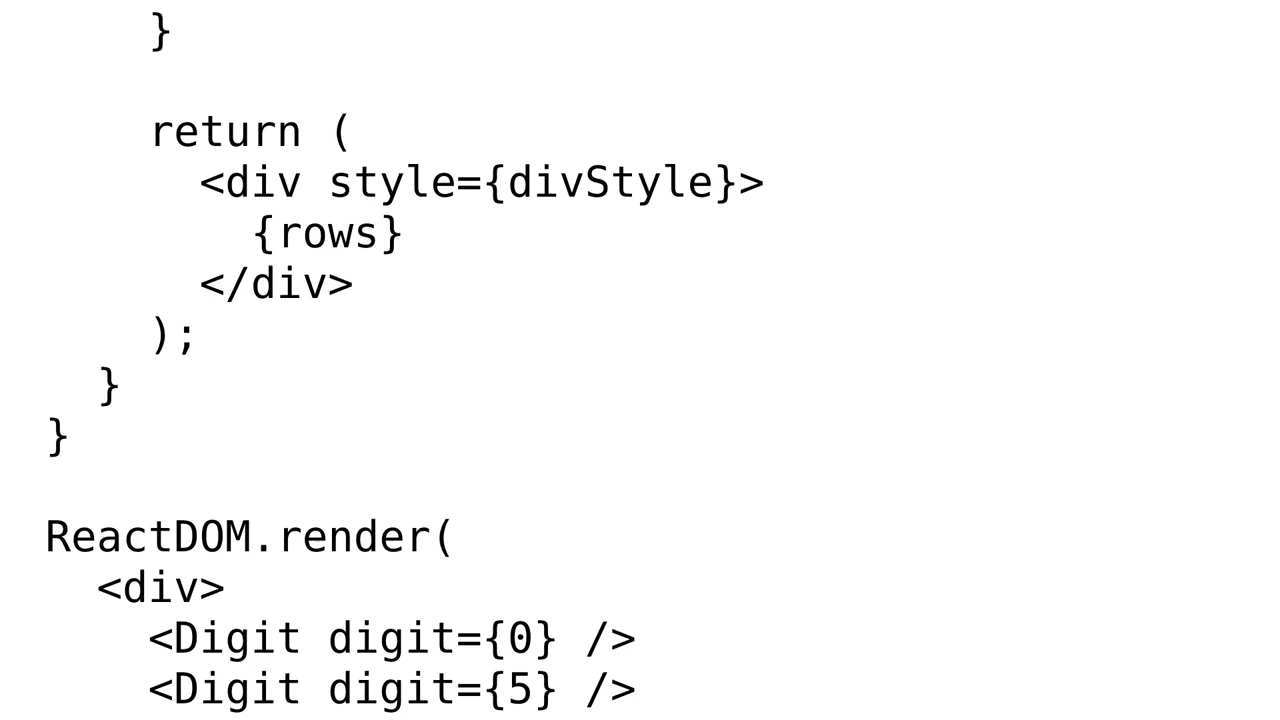 }

    return (
      <div style={divStyle}>
        {rows}
      </div>
    );
  }
}

ReactDOM.render(
  <div>
    <Digit digit={0} />
    <Digit digit={5} />